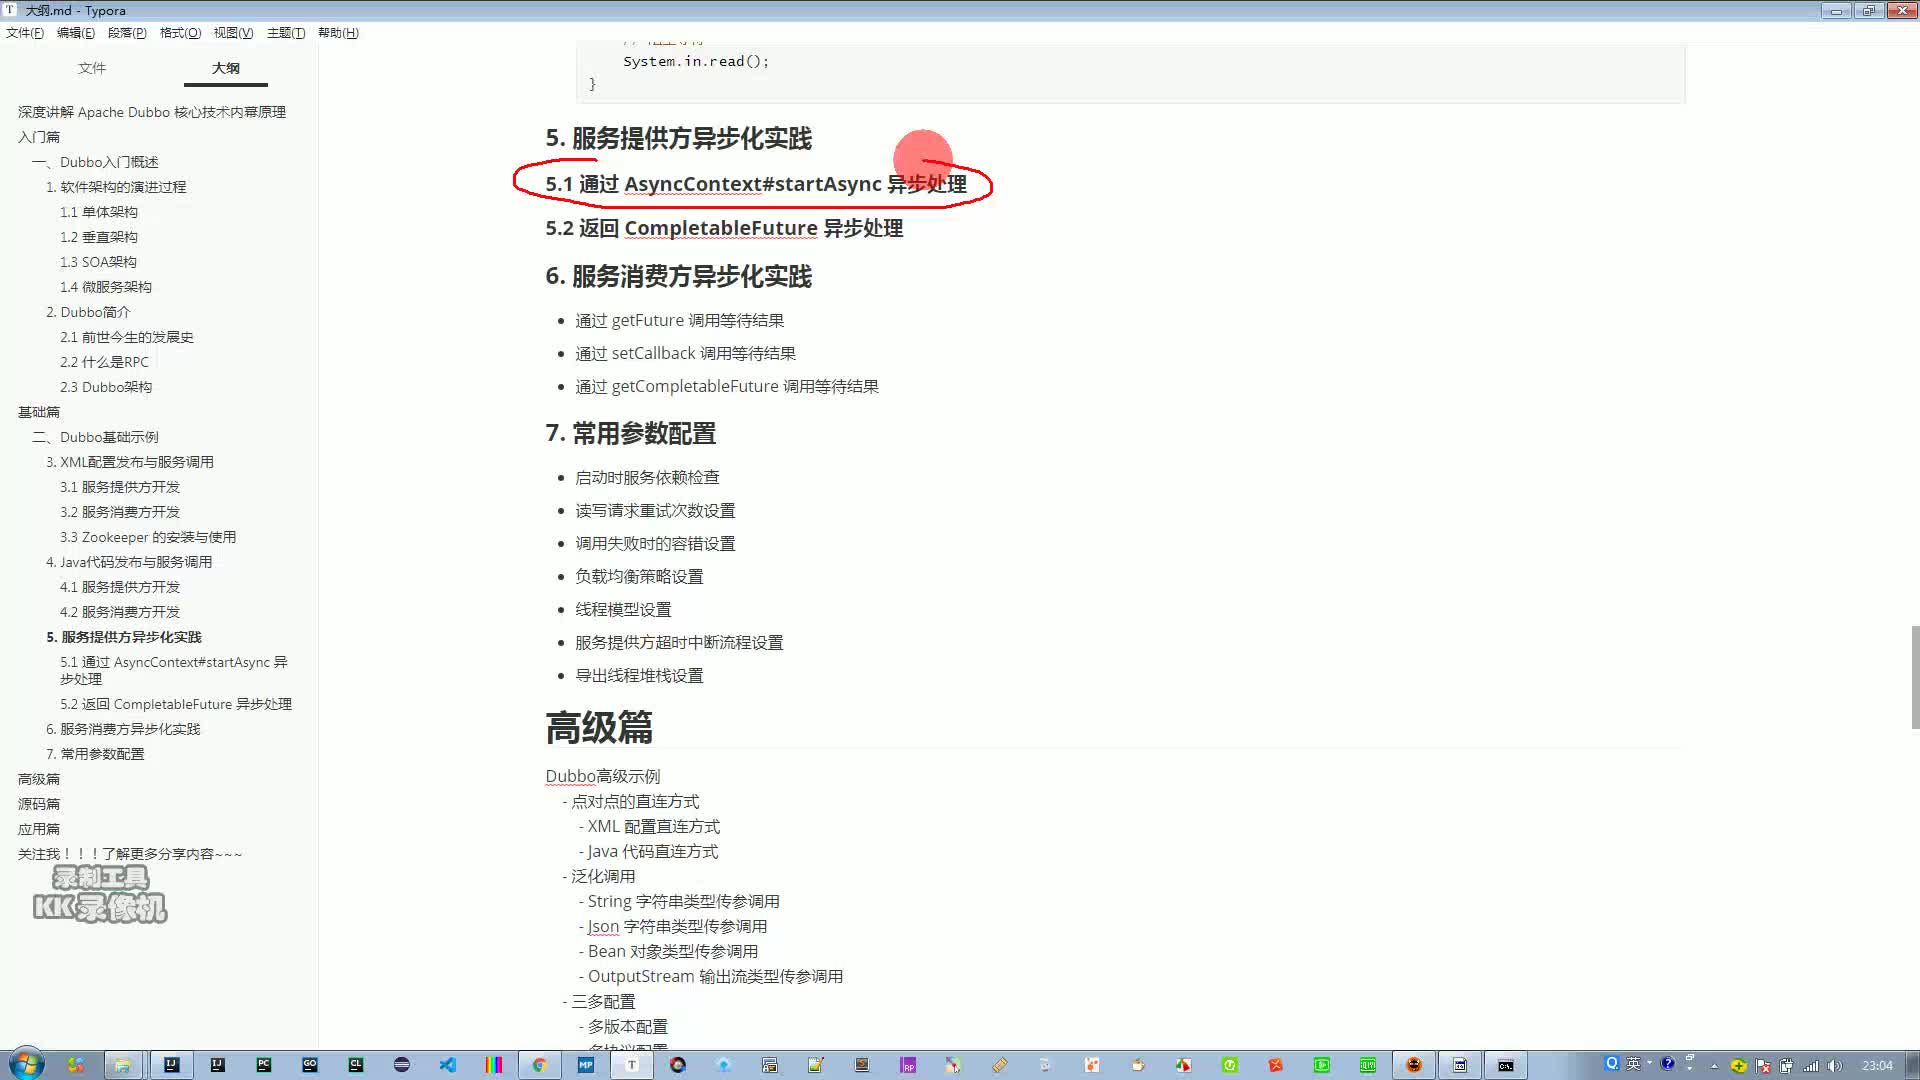 大纲.md - Typora
文件(F) 编辑(E) 段落(P) 格式(O) 视图(V) 主题(T) 帮助(H)
文件 大纲
深度讲解 Apache Dubbo 核心技术内幕原理
入门篇
一、Dubbo入门概述
1. 软件架构的演进过程
1.1 单体架构
1.2 垂直架构
1.3 SOA架构
1.4 微服务架构
2. Dubbo简介
2.1 前世今生的发展史
2.2 什么是RPC
2.3 Dubbo架构
基础篇
二、Dubbo基础示例
3. XML配置发布与服务调用
3.1 服务提供方开发
3.2 服务消费方开发
3.3 Zookeeper 的安装与使用
4. Java代码发布与服务调用
4.1 服务提供方开发
4.2 服务消费方开发
5. 服务提供方异步化实践
5.1 通过 AsyncContext#startAsync 异
步处理
5.2 返回 CompletableFuture 异步处理
6. 服务消费方异步化实践
7. 常用参数配置
高级篇
源码篇
应用篇
关注我！！！了解更多分享内容~~~
录制工具
KK录像机
System.in.read();
}
5. 服务提供方异步化实践
5.1 通过 AsyncContext#startAsync 异步处理
5.2 返回 CompletableFuture 异步处理
6. 服务消费方异步化实践
• 通过 getFuture 调用等待结果
• 通过 setCallback 调用等待结果
• 通过 getCompletableFuture 调用等待结果
7. 常用参数配置
• 启动时服务依赖检查
• 读写请求重试次数设置
• 调用失败时的容错设置
• 负载均衡策略设置
• 线程模型设置
• 服务提供方超时中断流程设置
• 导出线程堆栈设置
高级篇
Dubbo高级示例
- 点对点的直连方式
- XML 配置直连方式
- Java 代码直连方式
- 泛化调用
- String 字符串类型传参调用
- Json 字符串类型传参调用
- Bean 对象类型传参调用
- OutputStream 输出流类型传参调用
- 三多配置
- 多版本配置
英
23:04